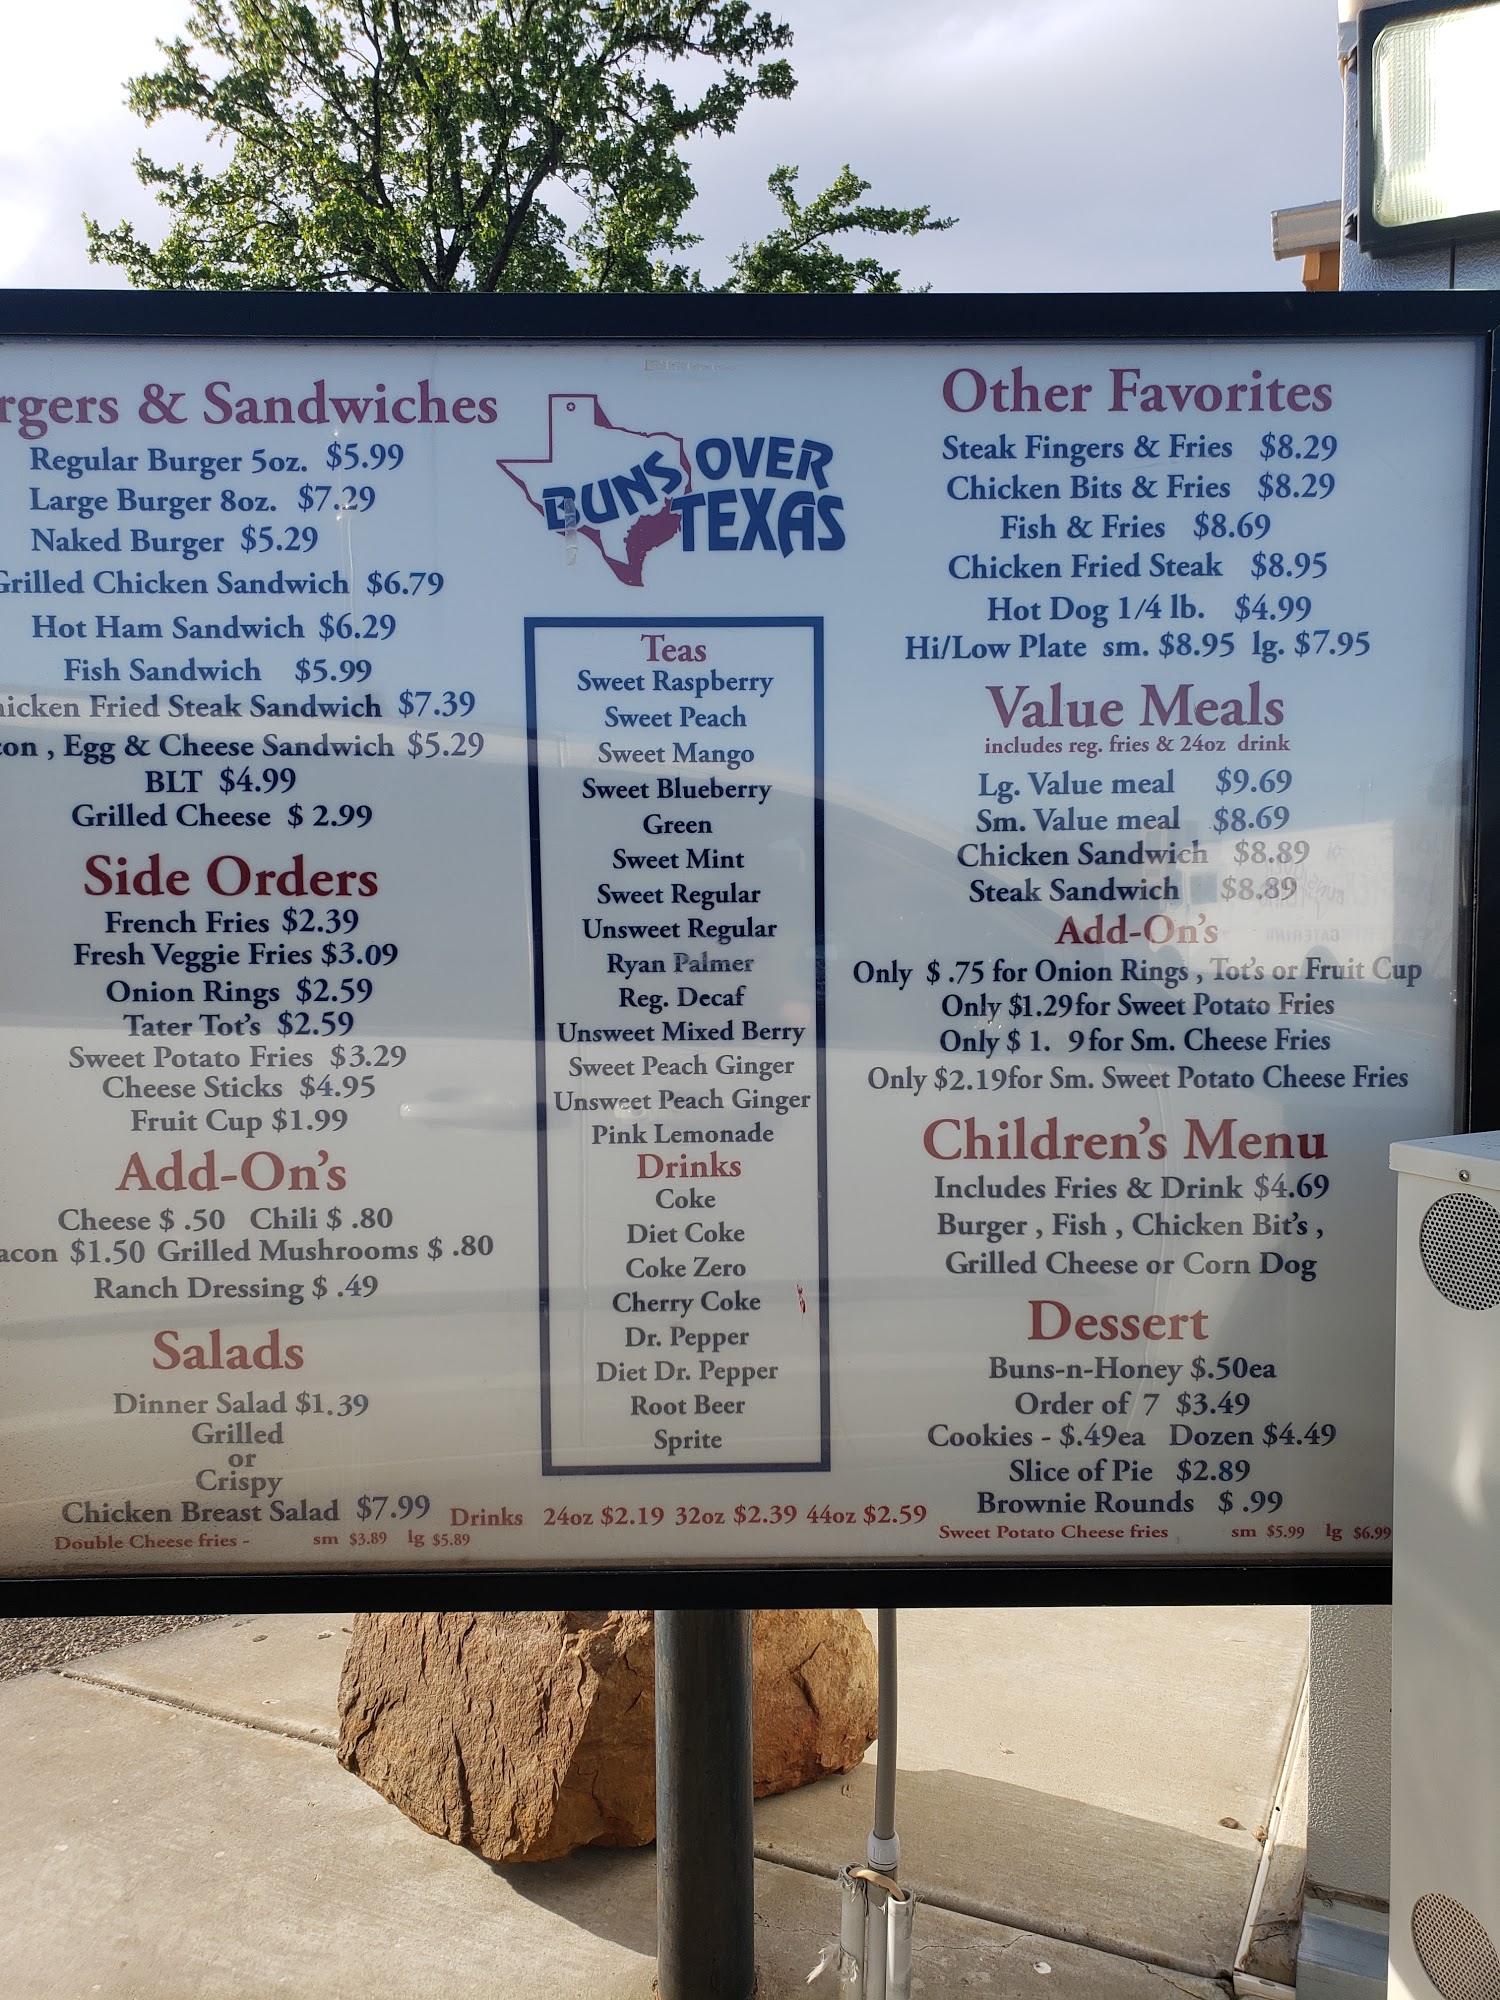 Sandwiches
Regular Burger 5oz. $5.99
Large Burger 8oz. $7.29
Naked Burger $5.29
Grilled Chicken Sandwich $6.79
Hot Ham Sandwich $6.29
Fish Sandwich $5.99
Fried Steak Sandwich $7.39
, Egg & Cheese Sandwich $5.29
BLT $4.99
Grilled Cheese $ 2.99
Side Orders
French Fries $2.39
Fresh Veggie Fries $3.09
Onion Rings $2.59
Tater Tot's $2.59
Sweet Potato Fries $3.29
Cheese Sticks $4.95
Fruit Cup $1.99
Add-On's
Cheese $ .50 Chili $ .80
$1.50 Grilled Mushrooms $ .80
Ranch Dressing $ .49
Salads
Dinner Salad $1.39
Grilled
or
Crispy
Chicken Breast Salad $7.99
Double Cheese fries - sm $3.89 lg $5.89
BUNS OVER
TEXAS
Teas
Sweet Raspberry
Sweet Peach
Sweet Mango
Sweet Blueberry
Green
Sweet Mint
Sweet Regular
Unsweet Regular
Ryan Palmer
Reg. Decaf
Unsweet Mixed Berry
Sweet Peach Ginger
Unsweet Peach Ginger
Pink Lemonade
Drinks
Coke
Diet Coke
Coke Zero
Cherry Coke
Dr. Pepper
Diet Dr. Pepper
Root Beer
Sprite
Drinks 24oz $2.19 32oz $2.39 44oz $2.59
Other Favorites
Steak Fingers & Fries $8.29
Chicken Bits & Fries $8.29
Fish & Fries $8.69
Chicken Fried Steak $8.95
Hot Dog 1/4 lb. $4.99
Hi/Low Plate sm. $8.95 lg. $7.95
Value Meals
includes reg. fries & 24oz drink
Lg. Value meal $9.69
Sm. Value meal $8.69
Chicken Sandwich $8.89
Steak Sandwich $8.89
Add-On's
Only $ .75 for Onion Rings , Tot's or Fruit Cup
Only $1.29for Sweet Potato Fries
Only $ 1. 9for Sm. Cheese Fries
Only $2.19for Sm. Sweet Potato Cheese Fries
Children's Menu
Includes Fries & Drink $4.69
Burger , Fish , Chicken Bit's ,
Grilled Cheese or Corn Dog
Dessert
Buns-n-Honey $.50ea
Order of 7 $3.49
Cookies - $.49ea Dozen $4.49
Slice of Pie $2.89
Brownie Rounds $ .99
Sweet Potato Cheese fries sm $5.99 lg $6.99